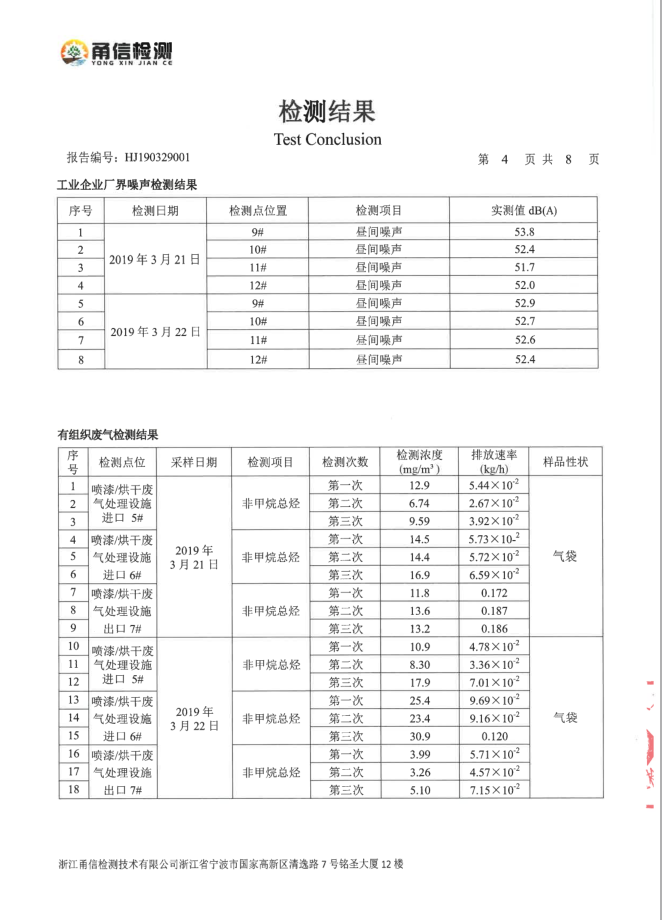 甬信检测
YONG XIN JIAN CE
检测结果
Test Conclusion
报告编号：HJ190329001
第 4 页 共 8 页
工业企业厂界噪声检测结果
序号 检测日期 检测点位置 检测项目 实测值 dB(A)
1 2019 年 3 月 21 日 9# 昼间噪声 53.8
2 10# 昼间噪声 52.4
3 11# 昼间噪声 51.7
4 12# 昼间噪声 52.0
5 2019 年 3 月 22 日 9# 昼间噪声 52.9
6 10# 昼间噪声 52.7
7 11# 昼间噪声 52.6
8 12# 昼间噪声 52.4
有组织废气检测结果
序号 检测点位 采样日期 检测项目 检测次数 检测浓度 (mg/m³) 排放速率 (kg/h) 样品性状
1 喷漆/烘干废气处理设施进口 5# 2019 年 3 月 21 日 非甲烷总烃 第一次 12.9 5.44×10⁻² 气袋
2 第二次 6.74 2.67×10⁻²
3 第三次 9.59 3.92×10⁻²
4 喷漆/烘干废气处理设施进口 6# 非甲烷总烃 第一次 14.5 5.73×10-²
5 第二次 14.4 5.72×10⁻²
6 第三次 16.9 6.59×10⁻²
7 喷漆/烘干废气处理设施出口 7# 非甲烷总烃 第一次 11.8 0.172
8 第二次 13.6 0.187
9 第三次 13.2 0.186
10 喷漆/烘干废气处理设施进口 5# 2019 年 3 月 22 日 非甲烷总烃 第一次 10.9 4.78×10⁻² 气袋
11 第二次 8.30 3.36×10⁻²
12 第三次 17.9 7.01×10⁻²
13 喷漆/烘干废气处理设施进口 6# 非甲烷总烃 第一次 25.4 9.69×10⁻²
14 第二次 23.4 9.16×10⁻²
15 第三次 30.9 0.120
16 喷漆/烘干废气处理设施出口 7# 非甲烷总烃 第一次 3.99 5.71×10⁻²
17 第二次 3.26 4.57×10⁻²
18 第三次 5.10 7.15×10⁻²
浙江甬信检测技术有限公司浙江省宁波市国家高新区清逸路 7 号铭圣大厦 12 楼